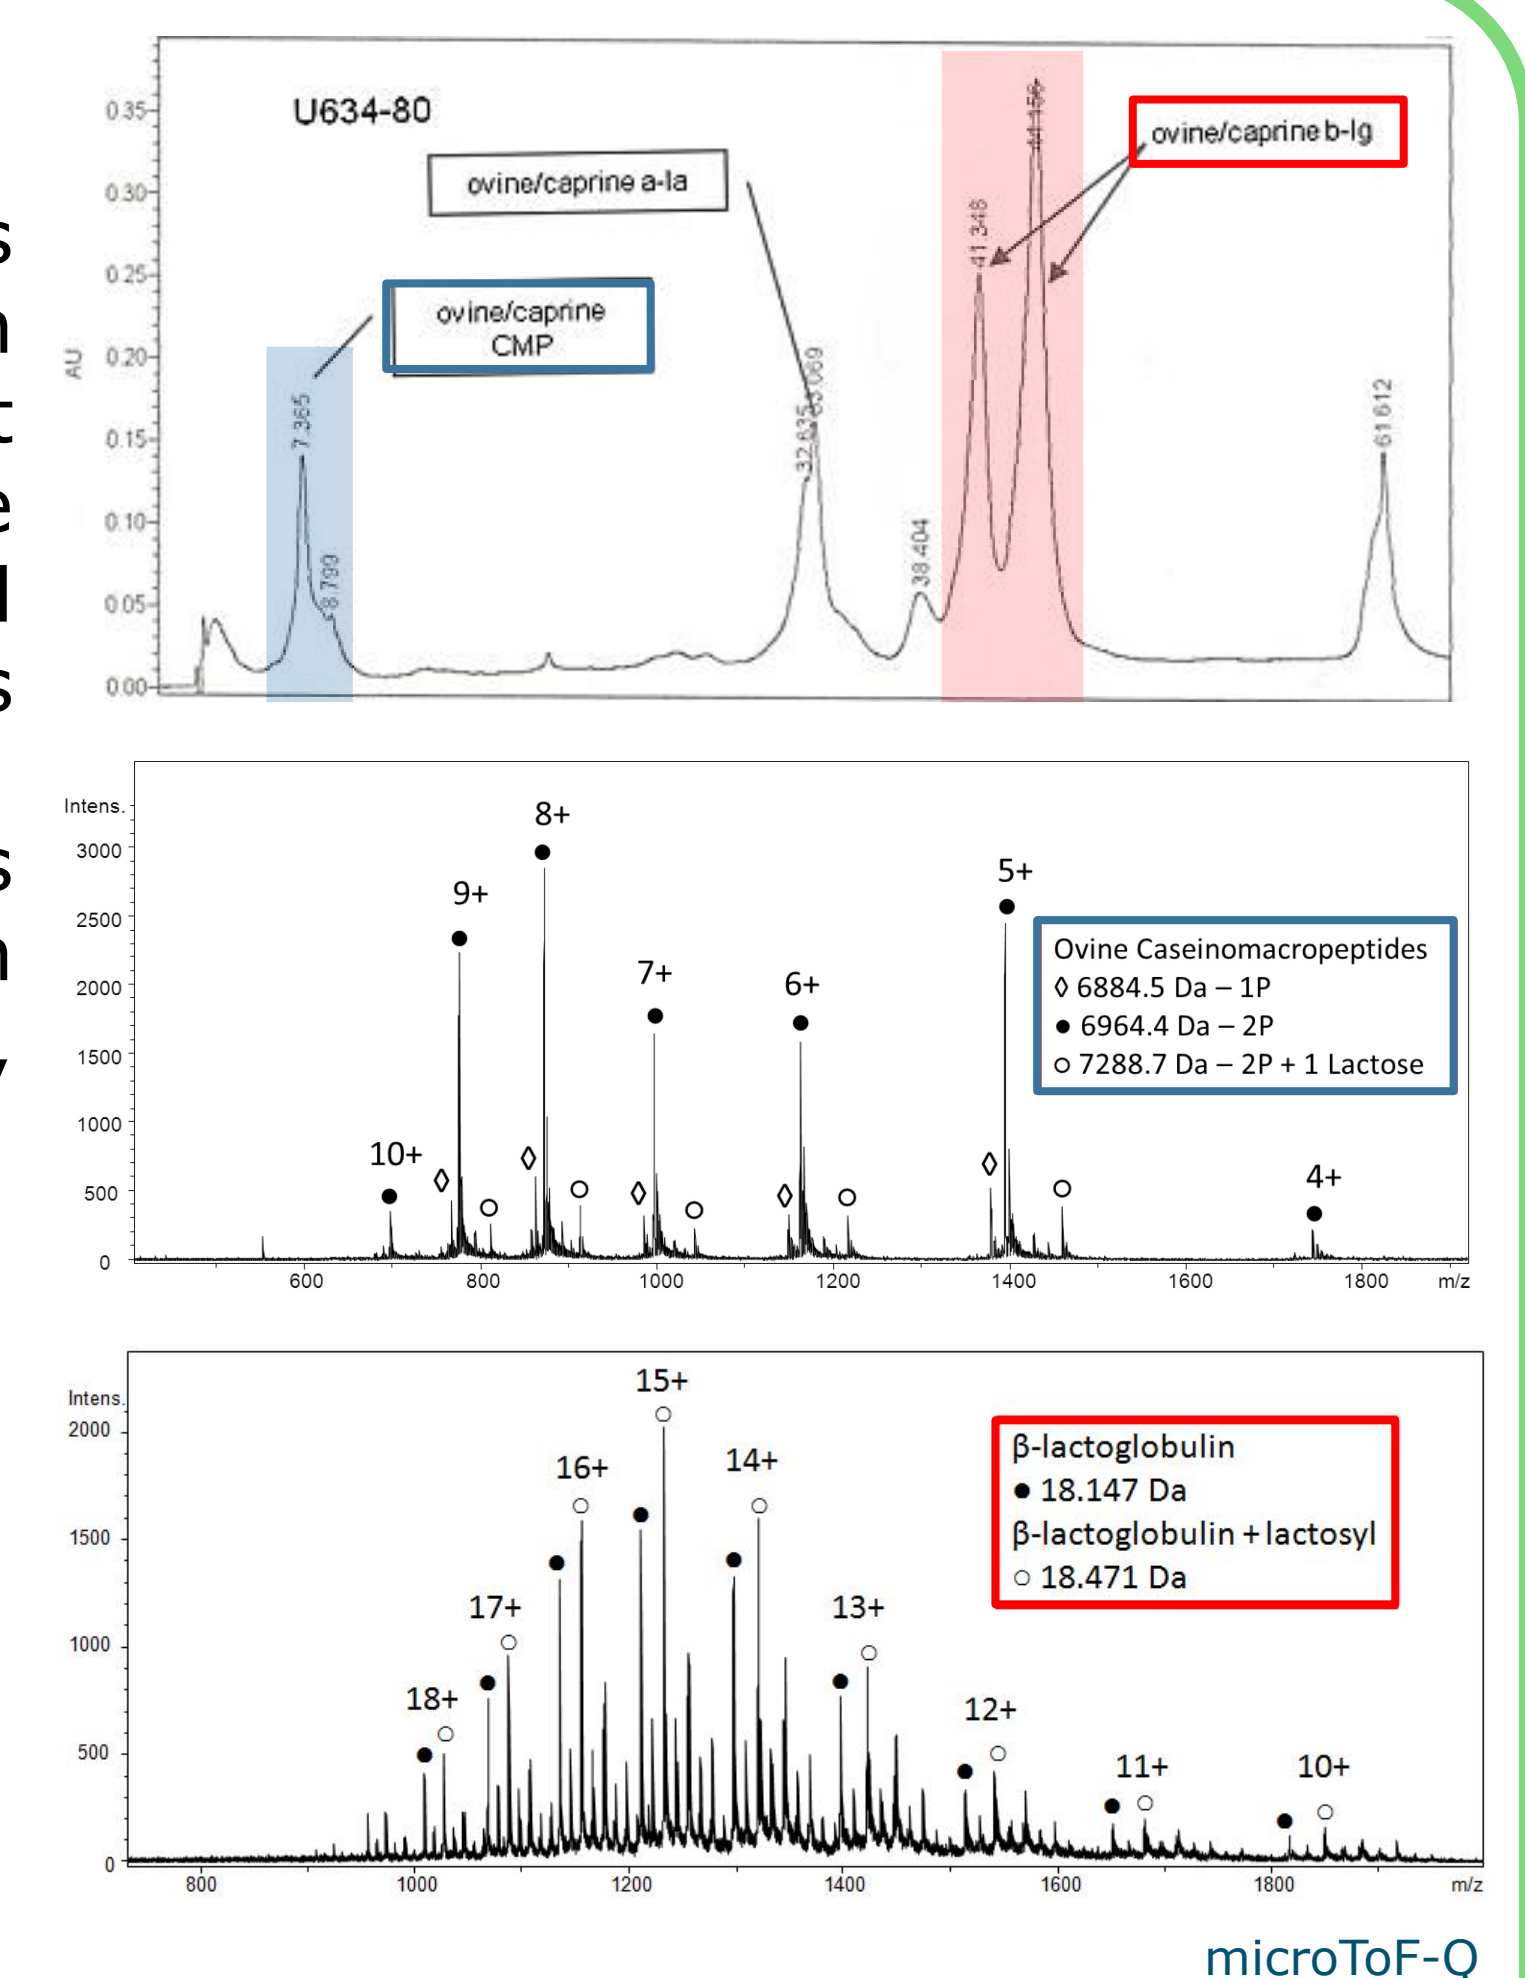 s
n
t
e
d
s
s
n
y
U634-80
ovine/caprine a-la
ovine/caprine b-lg
ovine/caprine
CMP
AU
0.35
0.30
0.25
0.20
0.15
0.10
0.05
0.00
7.365
8.799
32.635
33.069
38.404
41.348
44.156
61.612
Intens.
3000
2500
2000
1500
1000
500
0
10+
9+
8+
7+
6+
5+
4+
Ovine Caseinomacropeptides
◊ 6884.5 Da – 1P
● 6964.4 Da – 2P
○ 7288.7 Da – 2P + 1 Lactose
600 800 1000 1200 1400 1600 1800 m/z
Intens.
2000
1500
1000
500
0
18+
17+
16+
15+
14+
13+
12+
11+
10+
β-lactoglobulin
● 18.147 Da
β-lactoglobulin + lactosyl
○ 18.471 Da
800 1000 1200 1400 1600 1800 m/z
microToF-Q